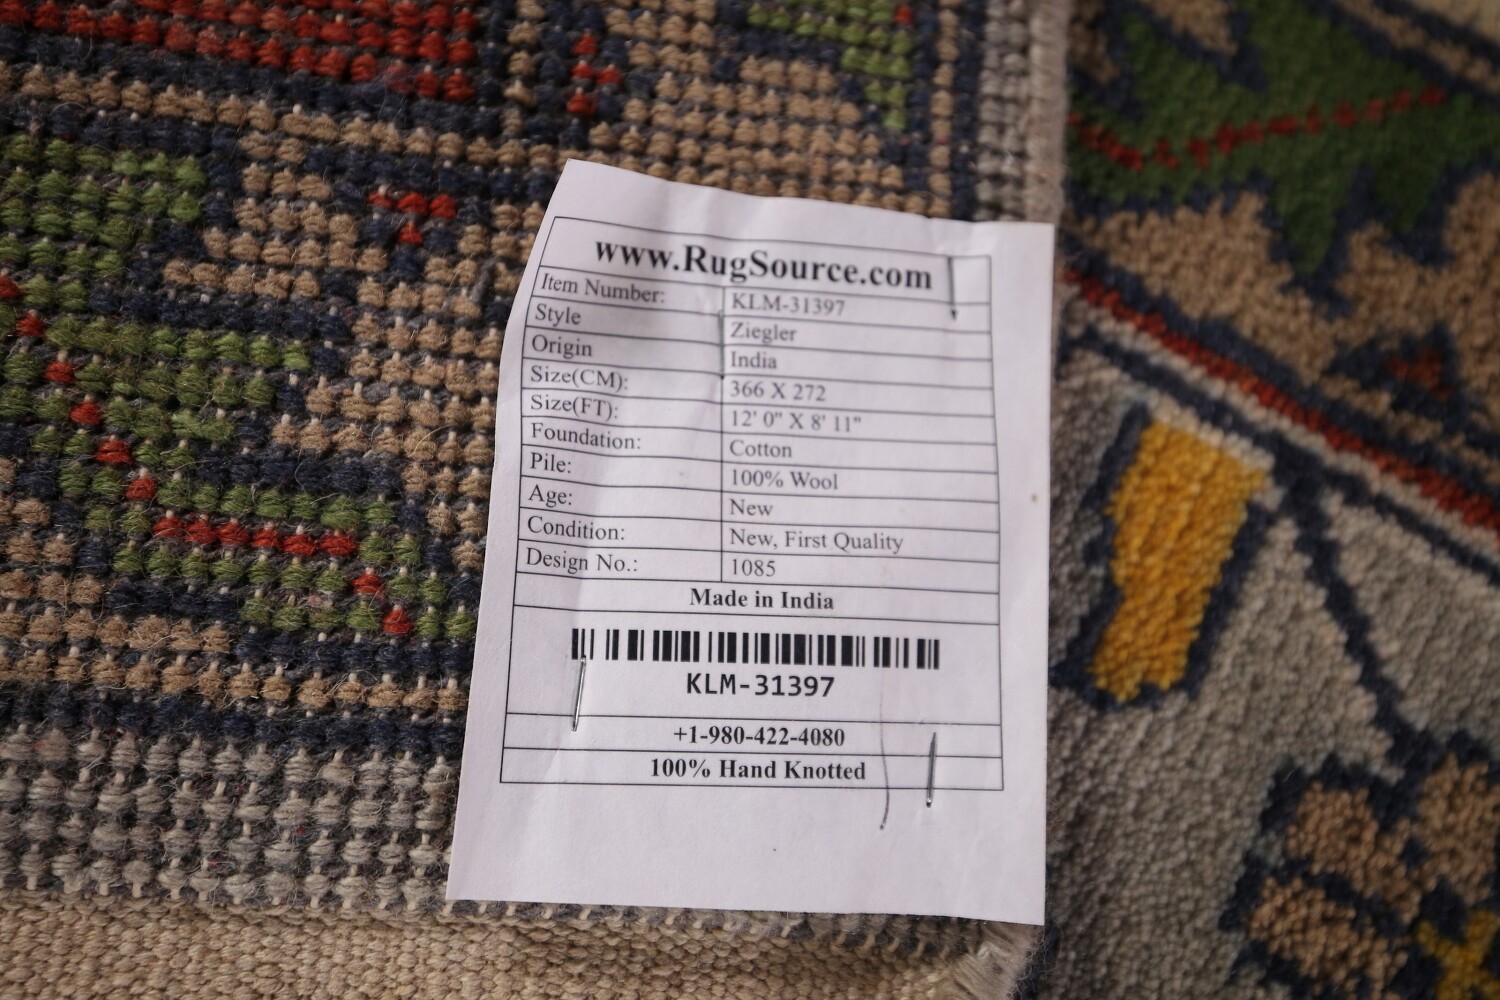 www.RugSource.com
Item Number: KLM-31397
Style Ziegler
Origin India
Size(CM): 366 X 272
Size(FT): 12' 0" X 8' 11"
Foundation: Cotton
Pile: 100% Wool
Age: New
Condition: New, First Quality
Design No.: 1085
Made in India
KLM-31397
+1-980-422-4080
100% Hand Knotted